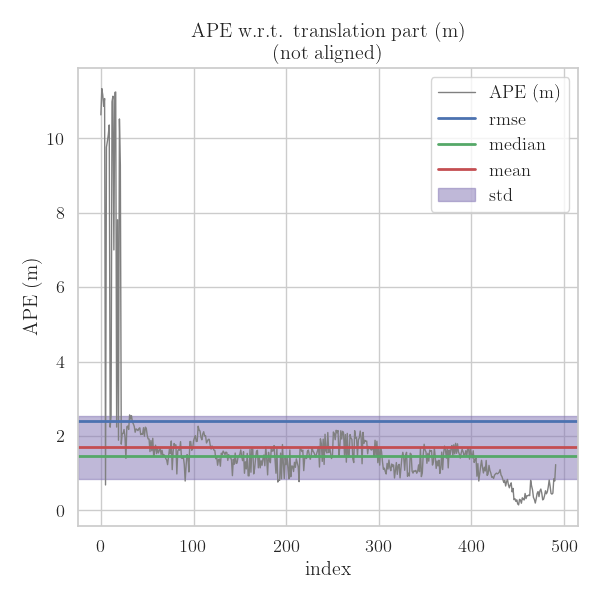 APE w.r.t. translation part (m)
(not aligned)
APE (m)
rmse
median
mean
std
APE (m)
10
8
6
4
2
0
0 100 200 300 400 500
index